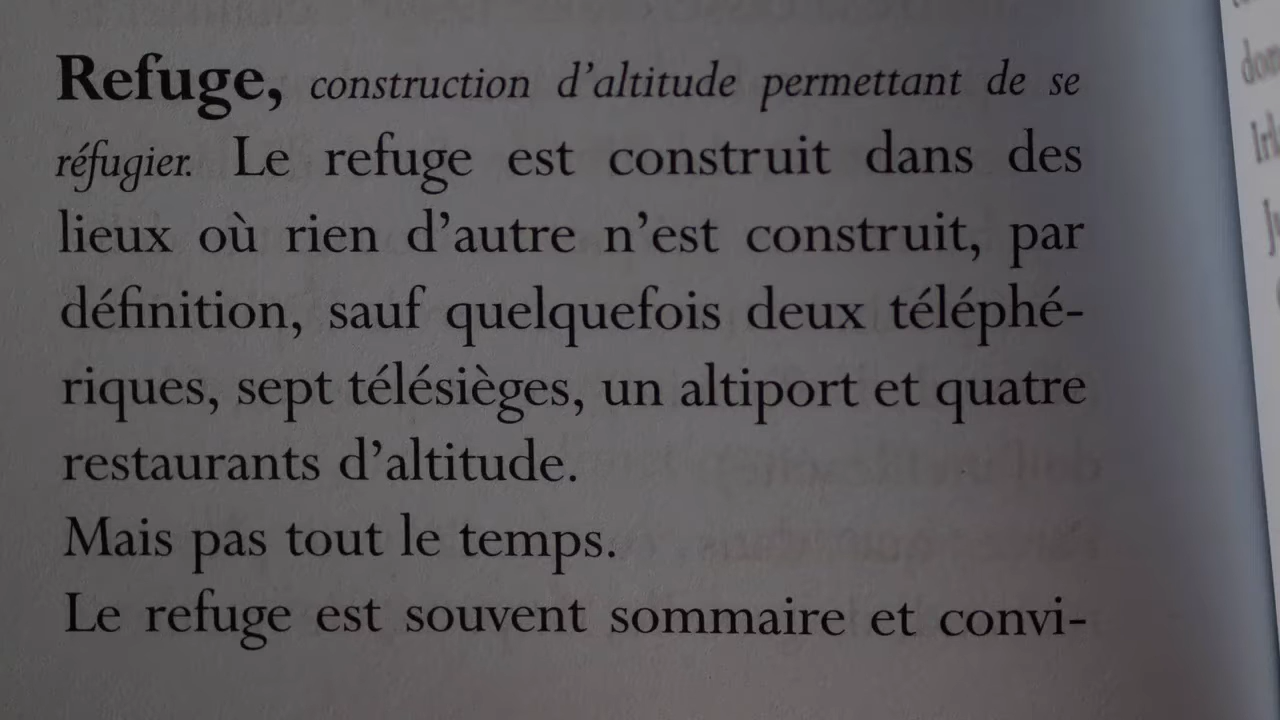 Refuge, construction d'altitude permettant de se
réfugier. Le refuge est construit dans des
lieux où rien d'autre n'est construit, par
définition, sauf quelquefois deux téléphé-
riques, sept télésièges, un altiport et quatre
restaurants d'altitude.
Mais pas tout le temps.
Le refuge est souvent sommaire et convi-